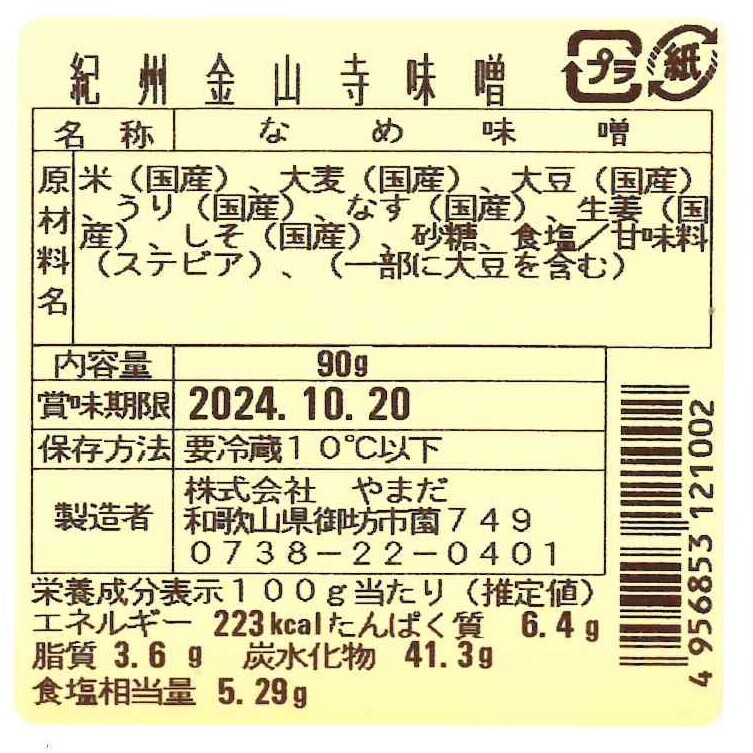 紀州金山寺味噌
プラ 紙
名称 なめ味噌
原材料名 米（国産）、大麦（国産）、大豆（国産）
、うり（国産）、なす（国産）、生姜（国
産）、しそ（国産）、砂糖、食塩／甘味料
（ステビア）、（一部に大豆を含む）
内容量 90g
賞味期限 2024.10.20
保存方法 要冷蔵１０℃以下
製造者 株式会社 やまだ
和歌山県御坊市薗７４９
０７３８－２２－０４０１
栄養成分表示１００ｇ当たり（推定値）
エネルギー 223kcalたんぱく質 6.4g
脂質 3.6g 炭水化物 41.3g
食塩相当量 5.29g
4 956853 121002